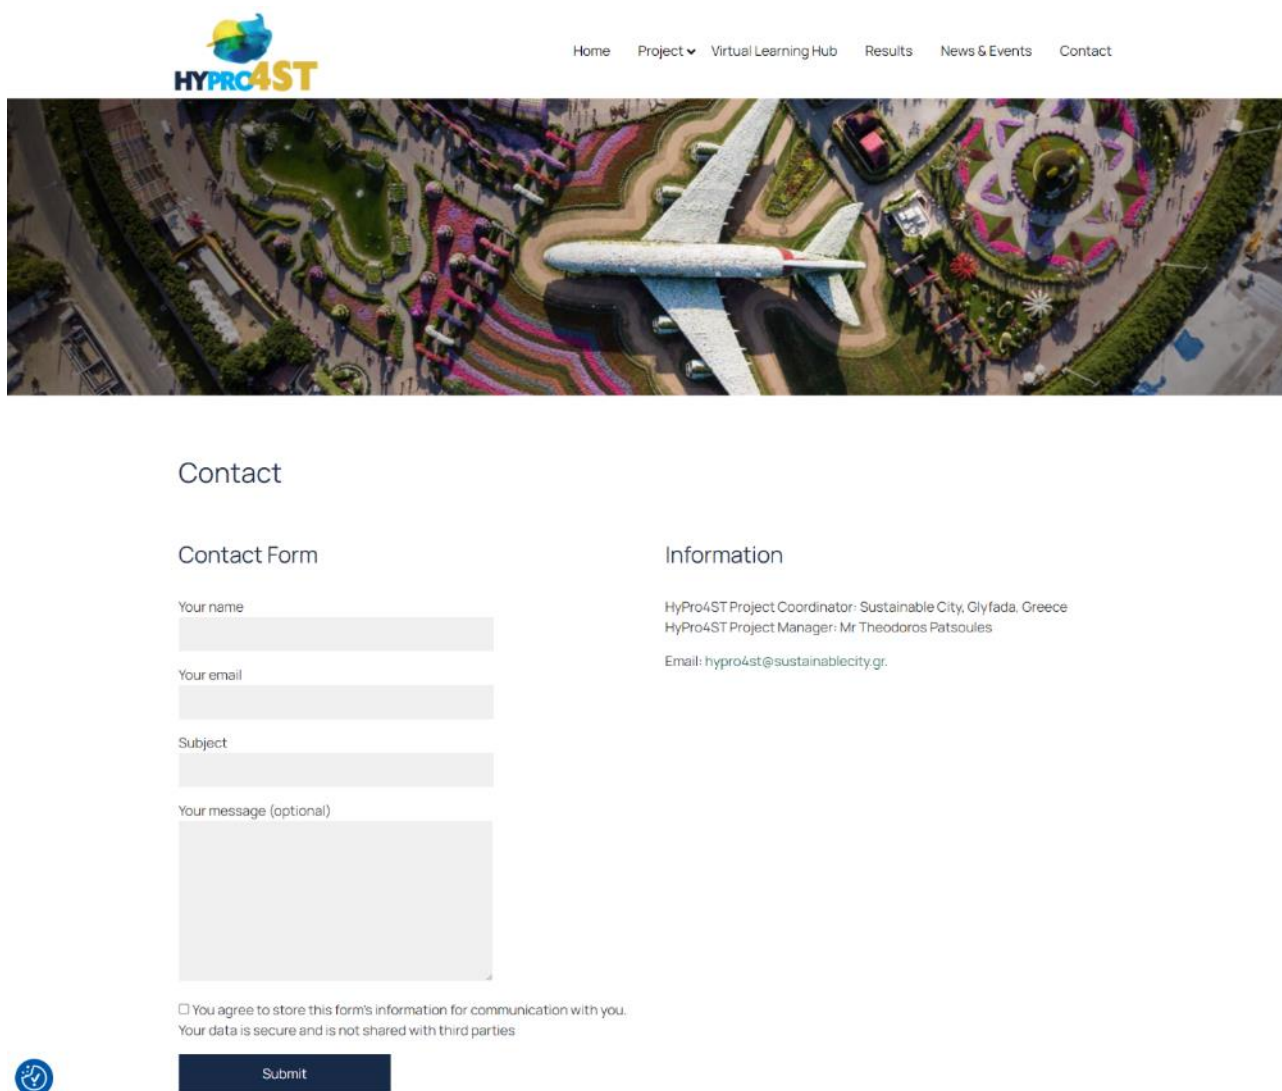 HYPRO4ST
Home Project Virtual Learning Hub Results News & Events Contact
Contact
Contact Form
Your name
Your email
Subject
Your message (optional)
You agree to store this form's information for communication with you.
Your data is secure and is not shared with third parties
Submit
Information
HyPro4ST Project Coordinator: Sustainable City, Glyfada, Greece
HyPro4ST Project Manager: Mr Theodoros Patsoules
Email: hypro4st@sustainablecity.gr.